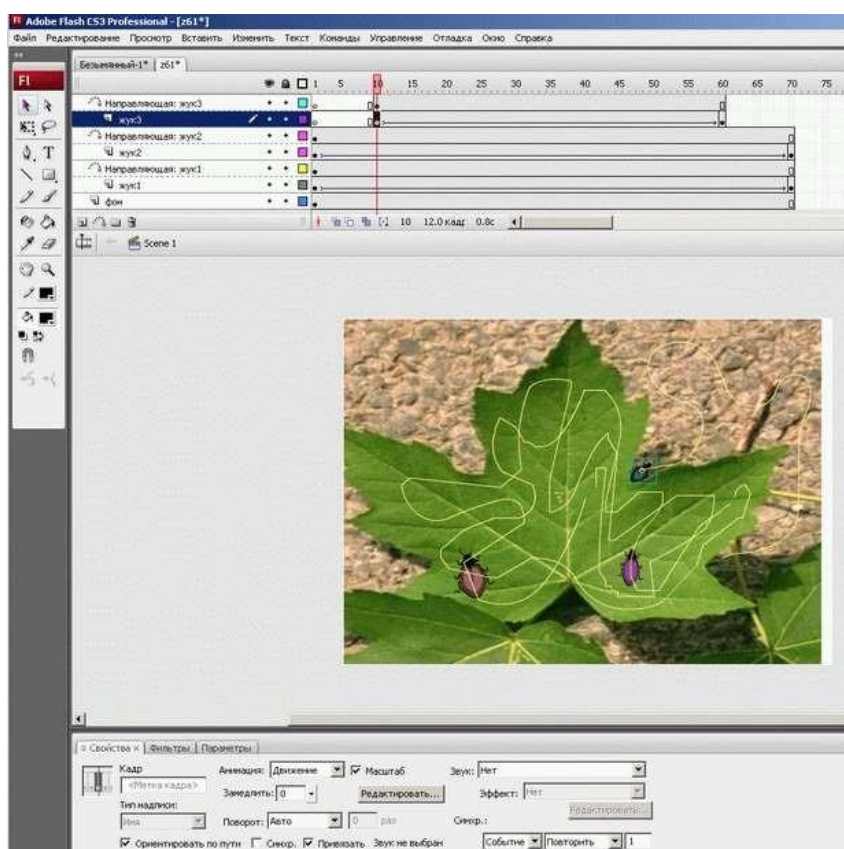 Adobe Flash CS3 Professional - [z61*]
Файл Редактирование Просмотр Вставить Изменить Текст Команды Управление Отладка Окно Справка
Безымянный-1* z61*
Fl
1 5 10 15 20 25 30 35 40 45 50 55 60 65 70 75
Направляющая: жук3
жук3
Направляющая: жук2
жук2
Направляющая: жук1
жук1
фон
10 12.0 кадр 0.8с
Scene 1
Свойства × Фильтры Параметры
Кадр Анимация: Движение Масштаб Звук: Нет
<Метка кадра> Замедлить: 0 Редактировать... Эффект: Нет
Тип надписи: Редактировать...
Имя Поворот: Авто 0 раз Синхр.:
Ориентировать по пути Синхр. Привязать Звук не выбран Событие Повторить 1